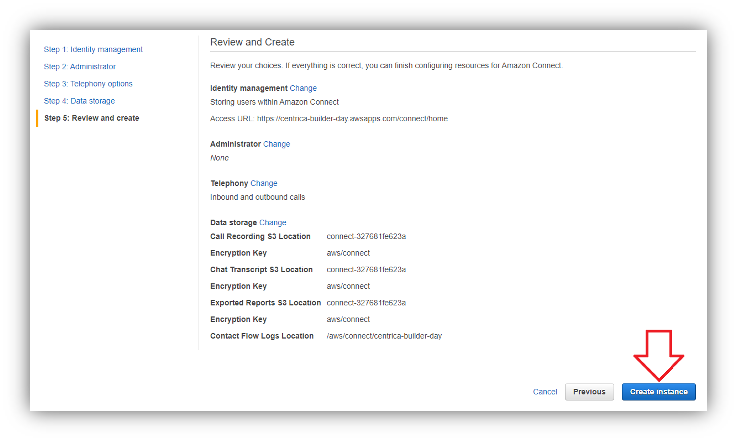 Step 1: Identity management
Step 2: Administrator
Step 3: Telephony options
Step 4: Data storage
Step 5: Review and create
Review and Create
Review your choices. If everything is correct, you can finish configuring resources for Amazon Connect.
Identity management Change
Storing users within Amazon Connect
Access URL: https://centrica-builder-day.awsapps.com/connect/home
Administrator Change
None
Telephony Change
Inbound and outbound calls
Data storage Change
Call Recording S3 Location connect-327681fe623a
Encryption Key aws/connect
Chat Transcript S3 Location connect-327681fe623a
Encryption Key aws/connect
Exported Reports S3 Location connect-327681fe623a
Encryption Key aws/connect
Contact Flow Logs Location /aws/connect/centrica-builder-day
Cancel Previous Create instance